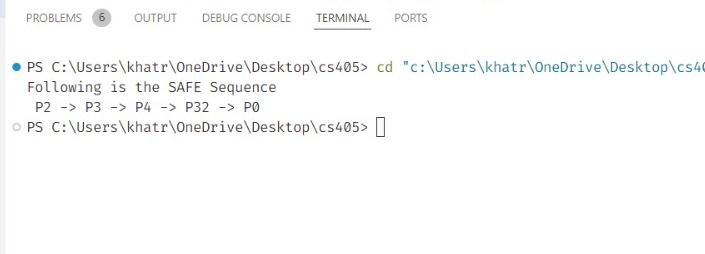 PROBLEMS 6 OUTPUT DEBUG CONSOLE TERMINAL PORTS
PS C:\Users\khatr\OneDrive\Desktop\cs405> cd "c:\Users\khatr\OneDrive\Desktop\cs40
Following is the SAFE Sequence
P2 -> P3 -> P4 -> P32 -> P0
PS C:\Users\khatr\OneDrive\Desktop\cs405>